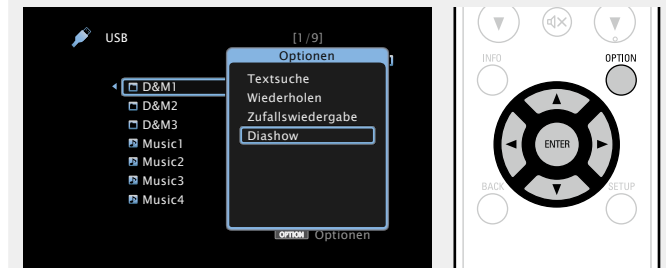 USB
[1/9]
Optionen
Textsuche
Wiederholen
Zufallswiedergabe
Diashow
D&M1
D&M2
D&M3
Music1
Music2
Music3
Music4
OPTION Optionen
INFO
OPTION
ENTER
BACK
SETUP